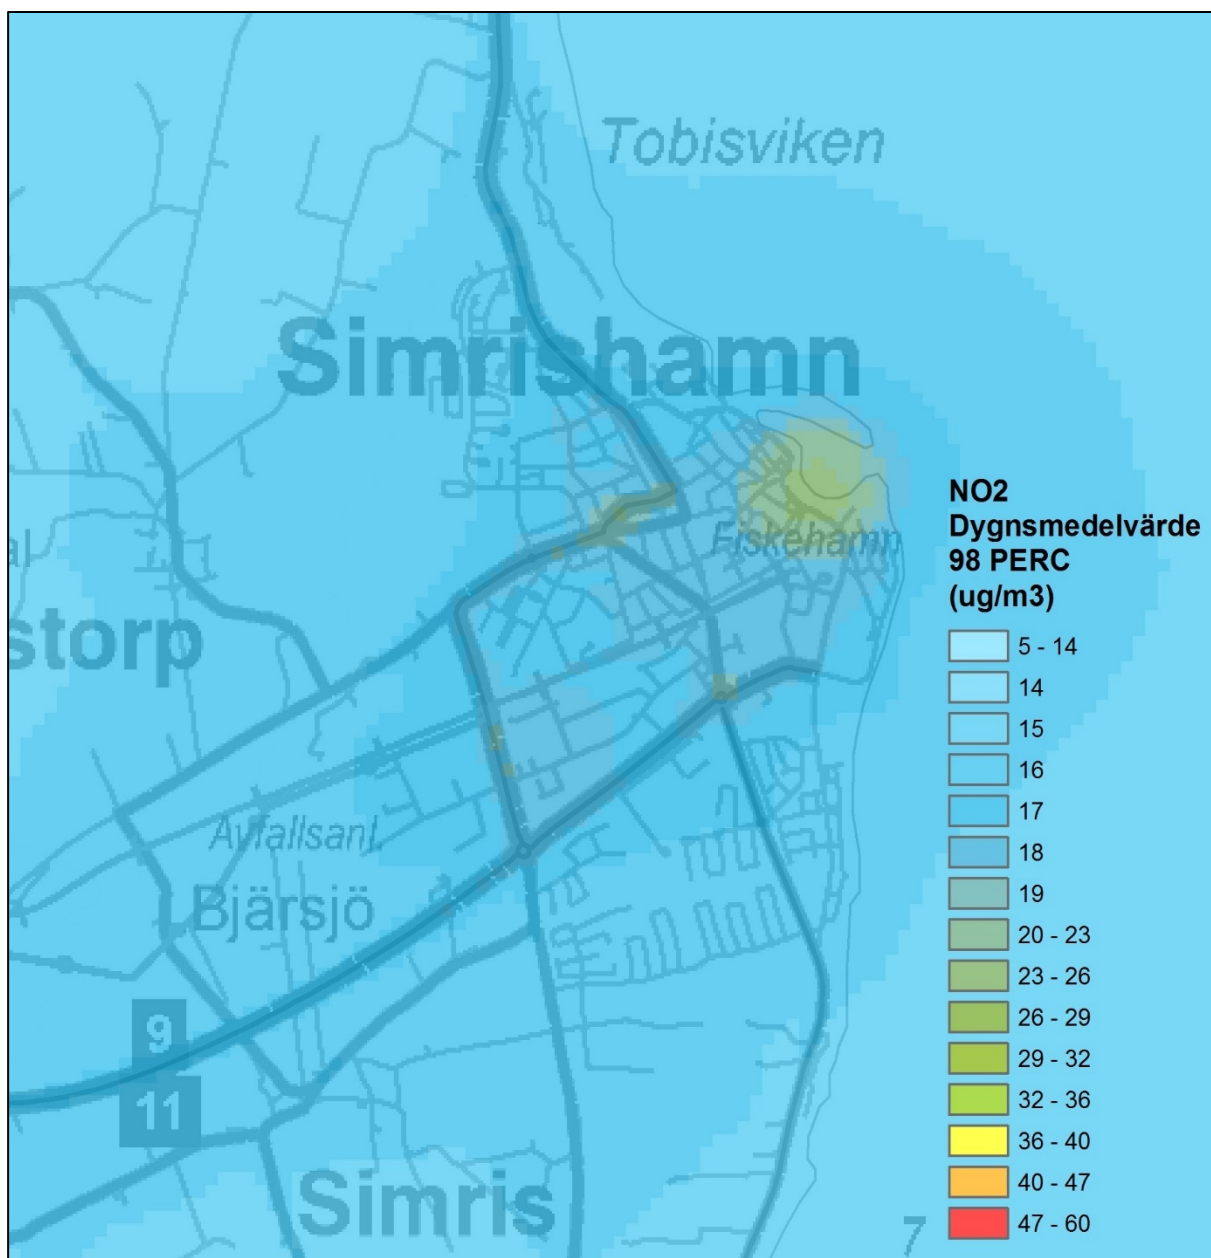 Tobisviken
Simrishamn
Fiskehamn
al
storp
Avfallsanl.
Bjärsjö
9
11
Simris
7
NO2
Dygnsmedelvärde
98 PERC
(ug/m3)
5 - 14
14
15
16
17
18
19
20 - 23
23 - 26
26 - 29
29 - 32
32 - 36
36 - 40
40 - 47
47 - 60